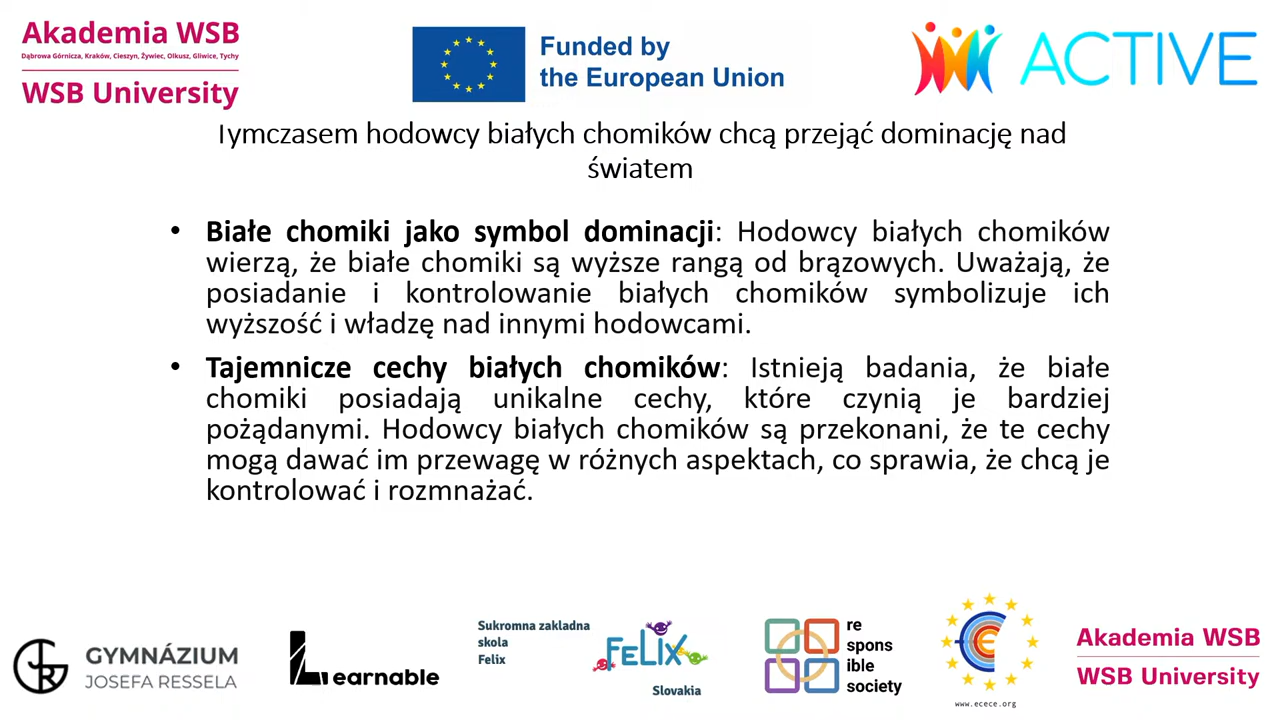 Akademia WSB
Dąbrowa Górnicza, Kraków, Cieszyn, Żywiec, Olkusz, Gliwice, Tychy
WSB University
Funded by
the European Union
ACTIVE
Tymczasem hodowcy białych chomików chcą przejąć dominację nad
światem
• Białe chomiki jako symbol dominacji: Hodowcy białych chomików
wierzą, że białe chomiki są wyższe rangą od brązowych. Uważają, że
posiadanie i kontrolowanie białych chomików symbolizuje ich
wyższość i władzę nad innymi hodowcami.
• Tajemnicze cechy białych chomików: Istnieją badania, że białe
chomiki posiadają unikalne cechy, które czynią je bardziej
pożądanymi. Hodowcy białych chomików są przekonani, że te cechy
mogą dawać im przewagę w różnych aspektach, co sprawia, że chcą je
kontrolować i rozmnażać.
GYMNÁZIUM
JOSEFA RESSELA
Learnable
Sukromna zakladna
skola
Felix
FELIX
Slovakia
re
spons
ible
society
www.ecece.org
Akademia WSB
WSB University